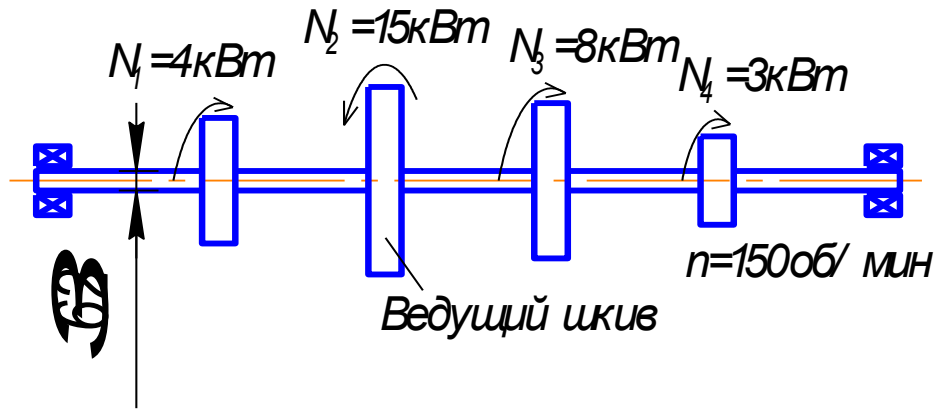 N₁=4кВт
N₂=15кВт
N₃=8кВт
N₄=3кВт
n=150об/ мин
Ведущий шкив